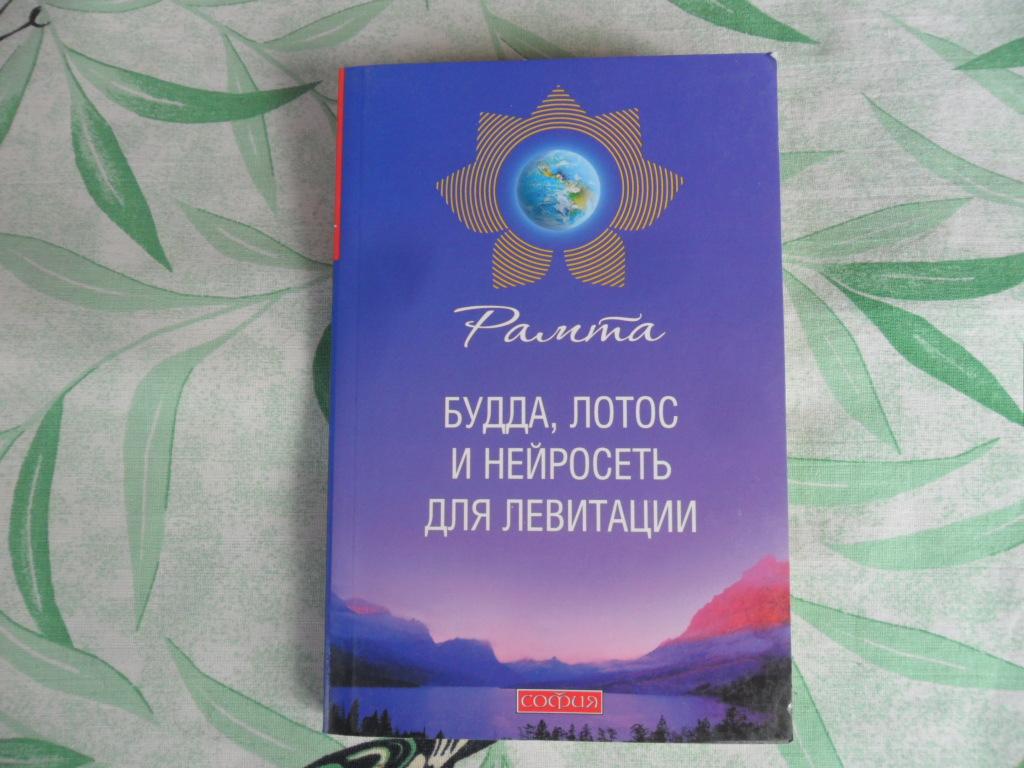 Рамта
БУДДА, ЛОТОС
И НЕЙРОСЕТЬ
ДЛЯ ЛЕВИТАЦИИ
СОФИЯ